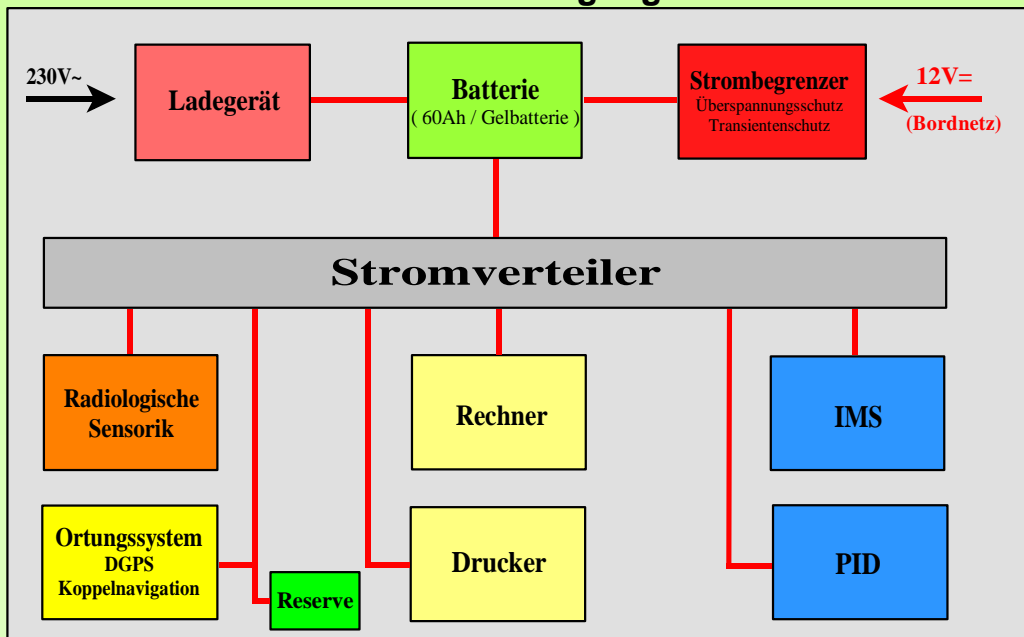 230V~
Ladegerät
Batterie
( 60Ah / Gelbatterie )
Strombegrenzer
Überspannungsschutz
Transientenschutz
12V=
(Bordnetz)
Stromverteiler
Radiologische
Sensorik
Rechner
IMS
Ortungssystem
DGPS
Koppelnavigation
Reserve
Drucker
PID